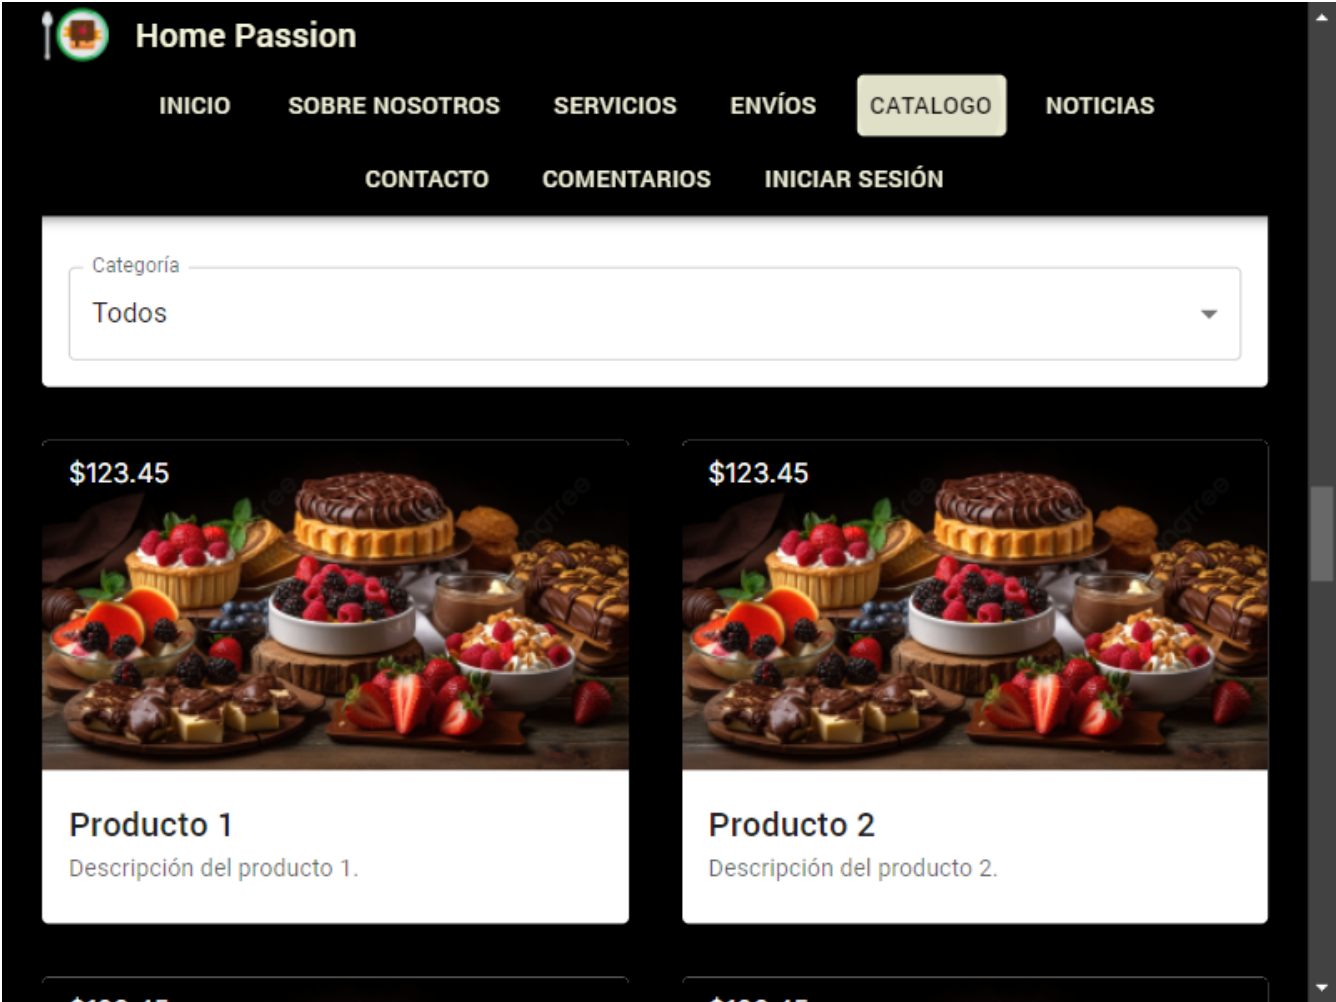 Home Passion
INICIO SOBRE NOSOTROS SERVICIOS ENVÍOS CATALOGO NOTICIAS
CONTACTO COMENTARIOS INICIAR SESIÓN
Categoría
Todos
$123.45 $123.45
Producto 1 Producto 2
Descripción del producto 1. Descripción del producto 2.